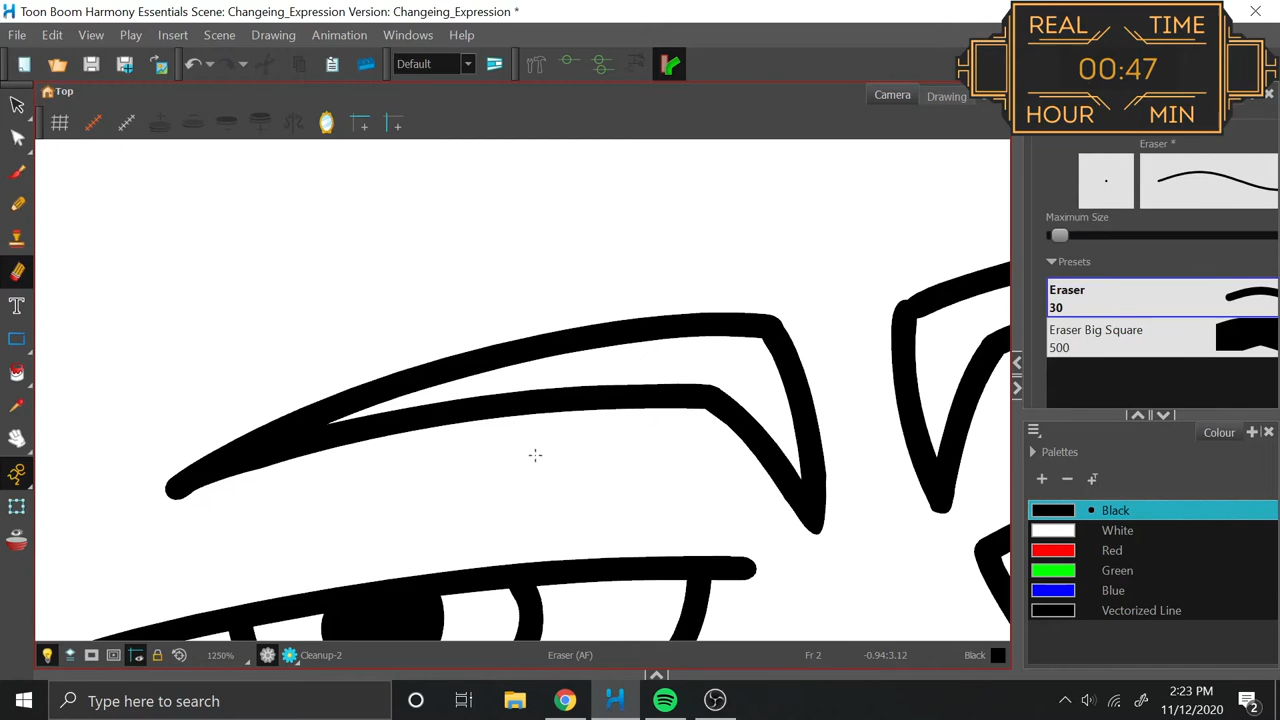 Toon Boom Harmony Essentials Scene: Changeing_Expression Version: Changeing_Expression *
File Edit View Play Insert Scene Drawing Animation Windows Help
REAL TIME
00:47
HOUR MIN
Default
Top
Camera Drawing
Eraser *
Maximum Size
Presets
Eraser
30
Eraser Big Square
500
Colour
Palettes
Black
White
Red
Green
Blue
Vectorized Line
1250% Cleanup-2 Eraser (AF) Fr 2 -0.94:3.12 Black
Type here to search
2:23 PM
11/12/2020
2